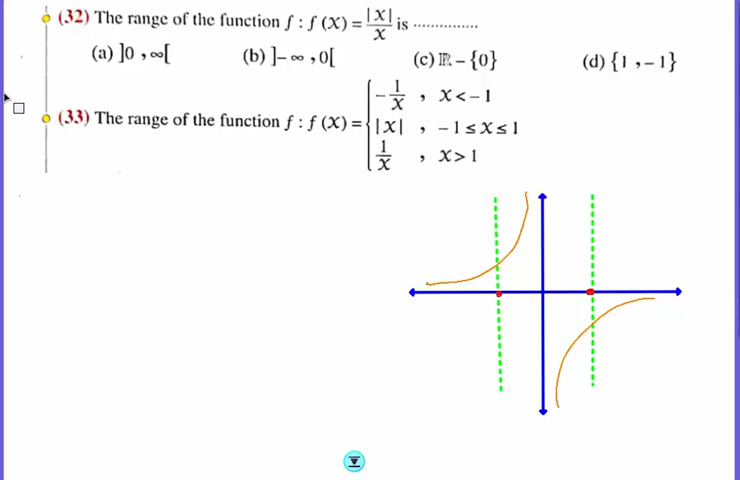 (32) The range of the function f : f (X) = |X|/X is ..............
(a) ]0 , ∞[ (b) ]– ∞ , 0[ (c) ℝ – {0} (d) {1 , – 1}
– 1/X , X < – 1
(33) The range of the function f : f (X) = { |X| , – 1 ≤ X ≤ 1
1/X , X > 1